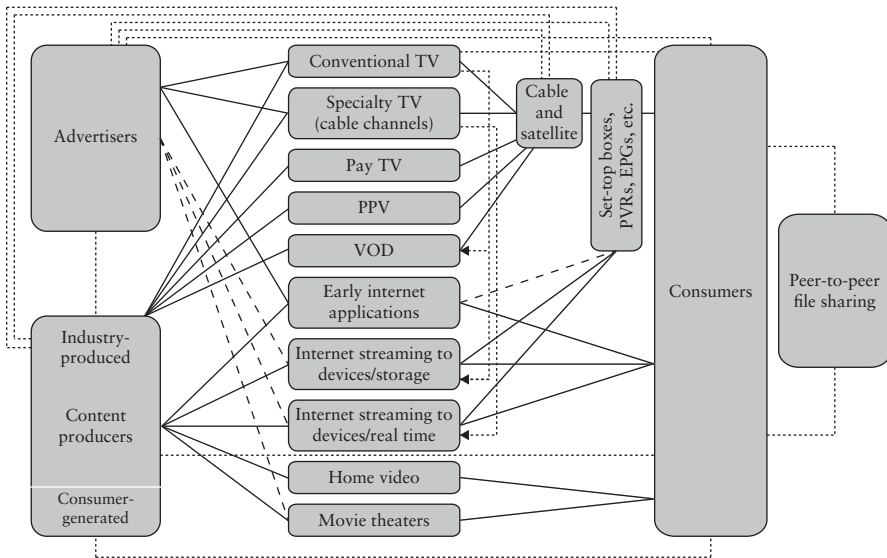 Advertisers
Industry-
produced
Content
producers
Consumer-
generated
Conventional TV
Specialty TV
(cable channels)
Pay TV
PPV
VOD
Early internet
applications
Internet streaming to
devices/storage
Internet streaming to
devices/real time
Home video
Movie theaters
Cable
and
satellite
Set-top boxes,
PVRs, EPGs, etc.
Consumers
Peer-to-peer
file sharing